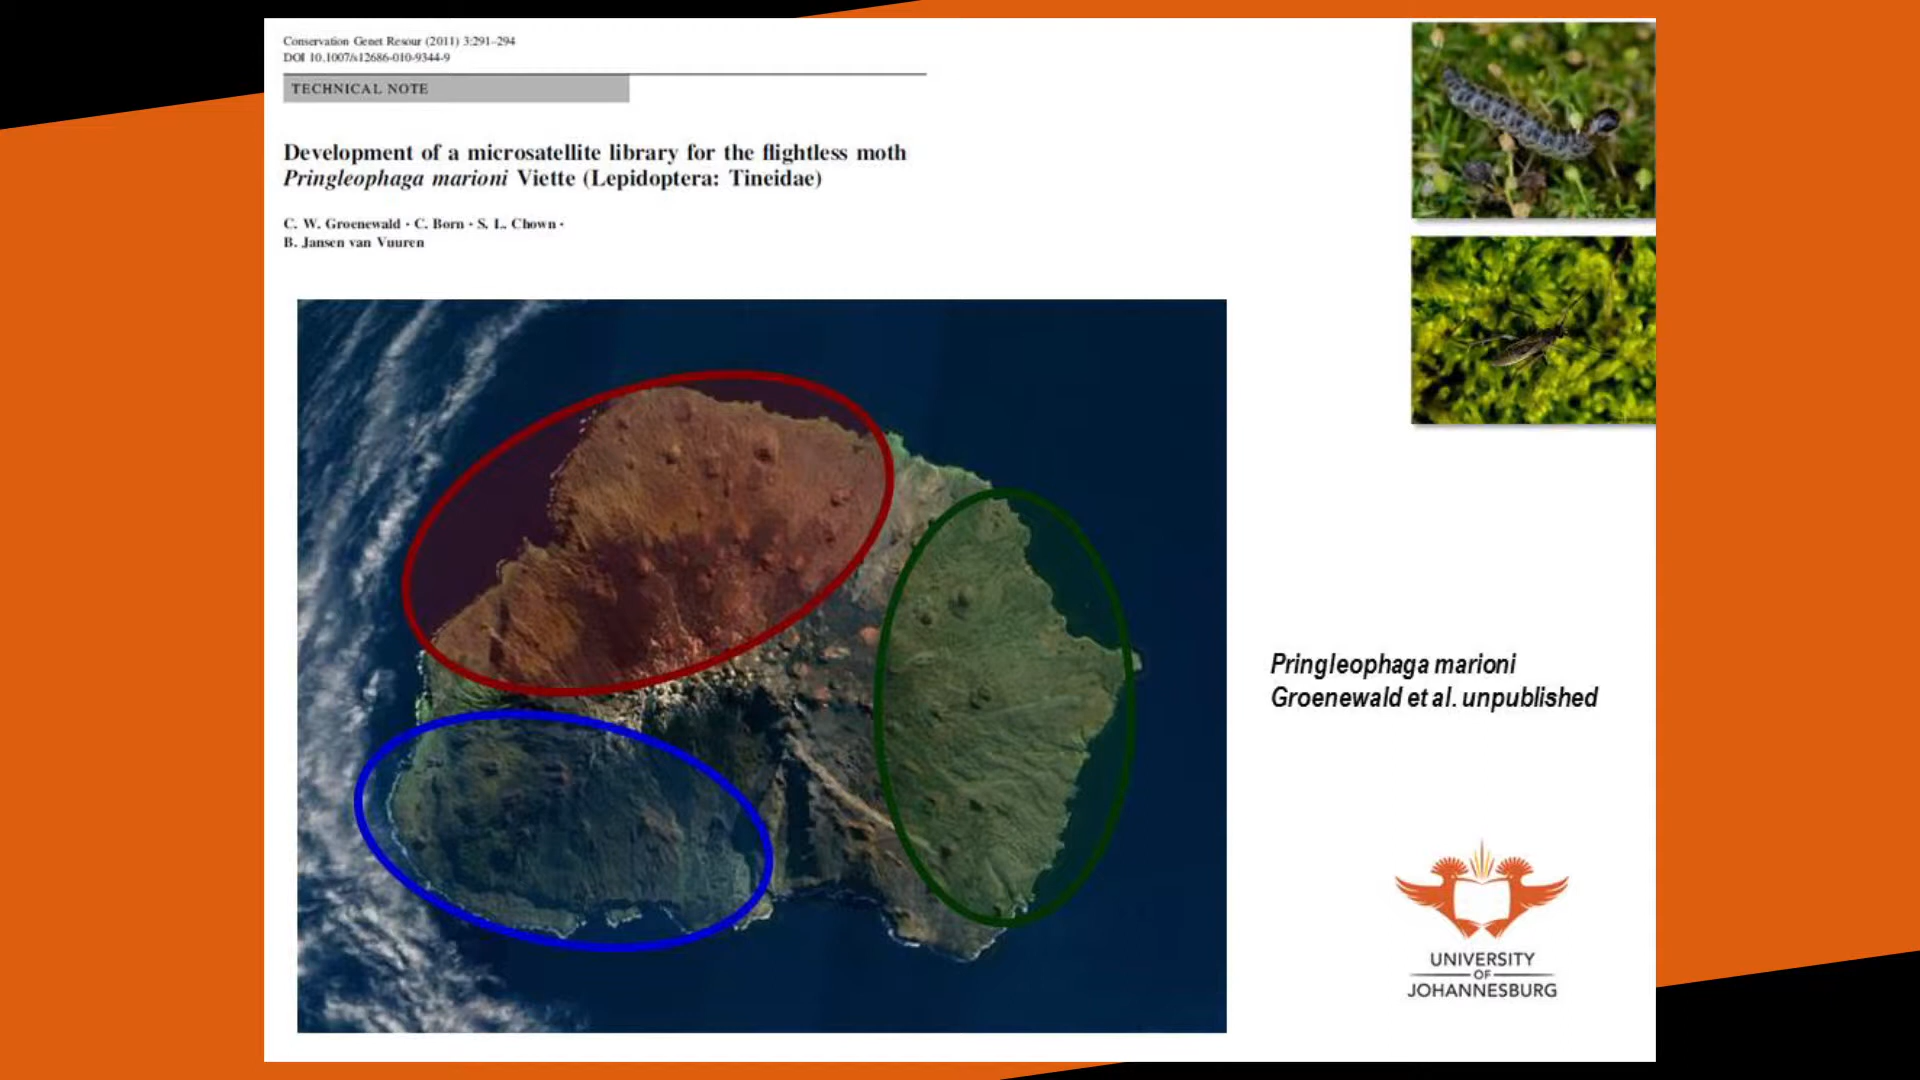 Conservation Genet Resour (2011) 3:291–294
DOI 10.1007/s12686-010-9344-9
TECHNICAL NOTE
Development of a microsatellite library for the flightless moth
Pringleophaga marioni Viette (Lepidoptera: Tineidae)
C. W. Groenewald · C. Born · S. L. Chown ·
B. Jansen van Vuuren
Pringleophaga marioni
Groenewald et al. unpublished
UNIVERSITY
OF
JOHANNESBURG